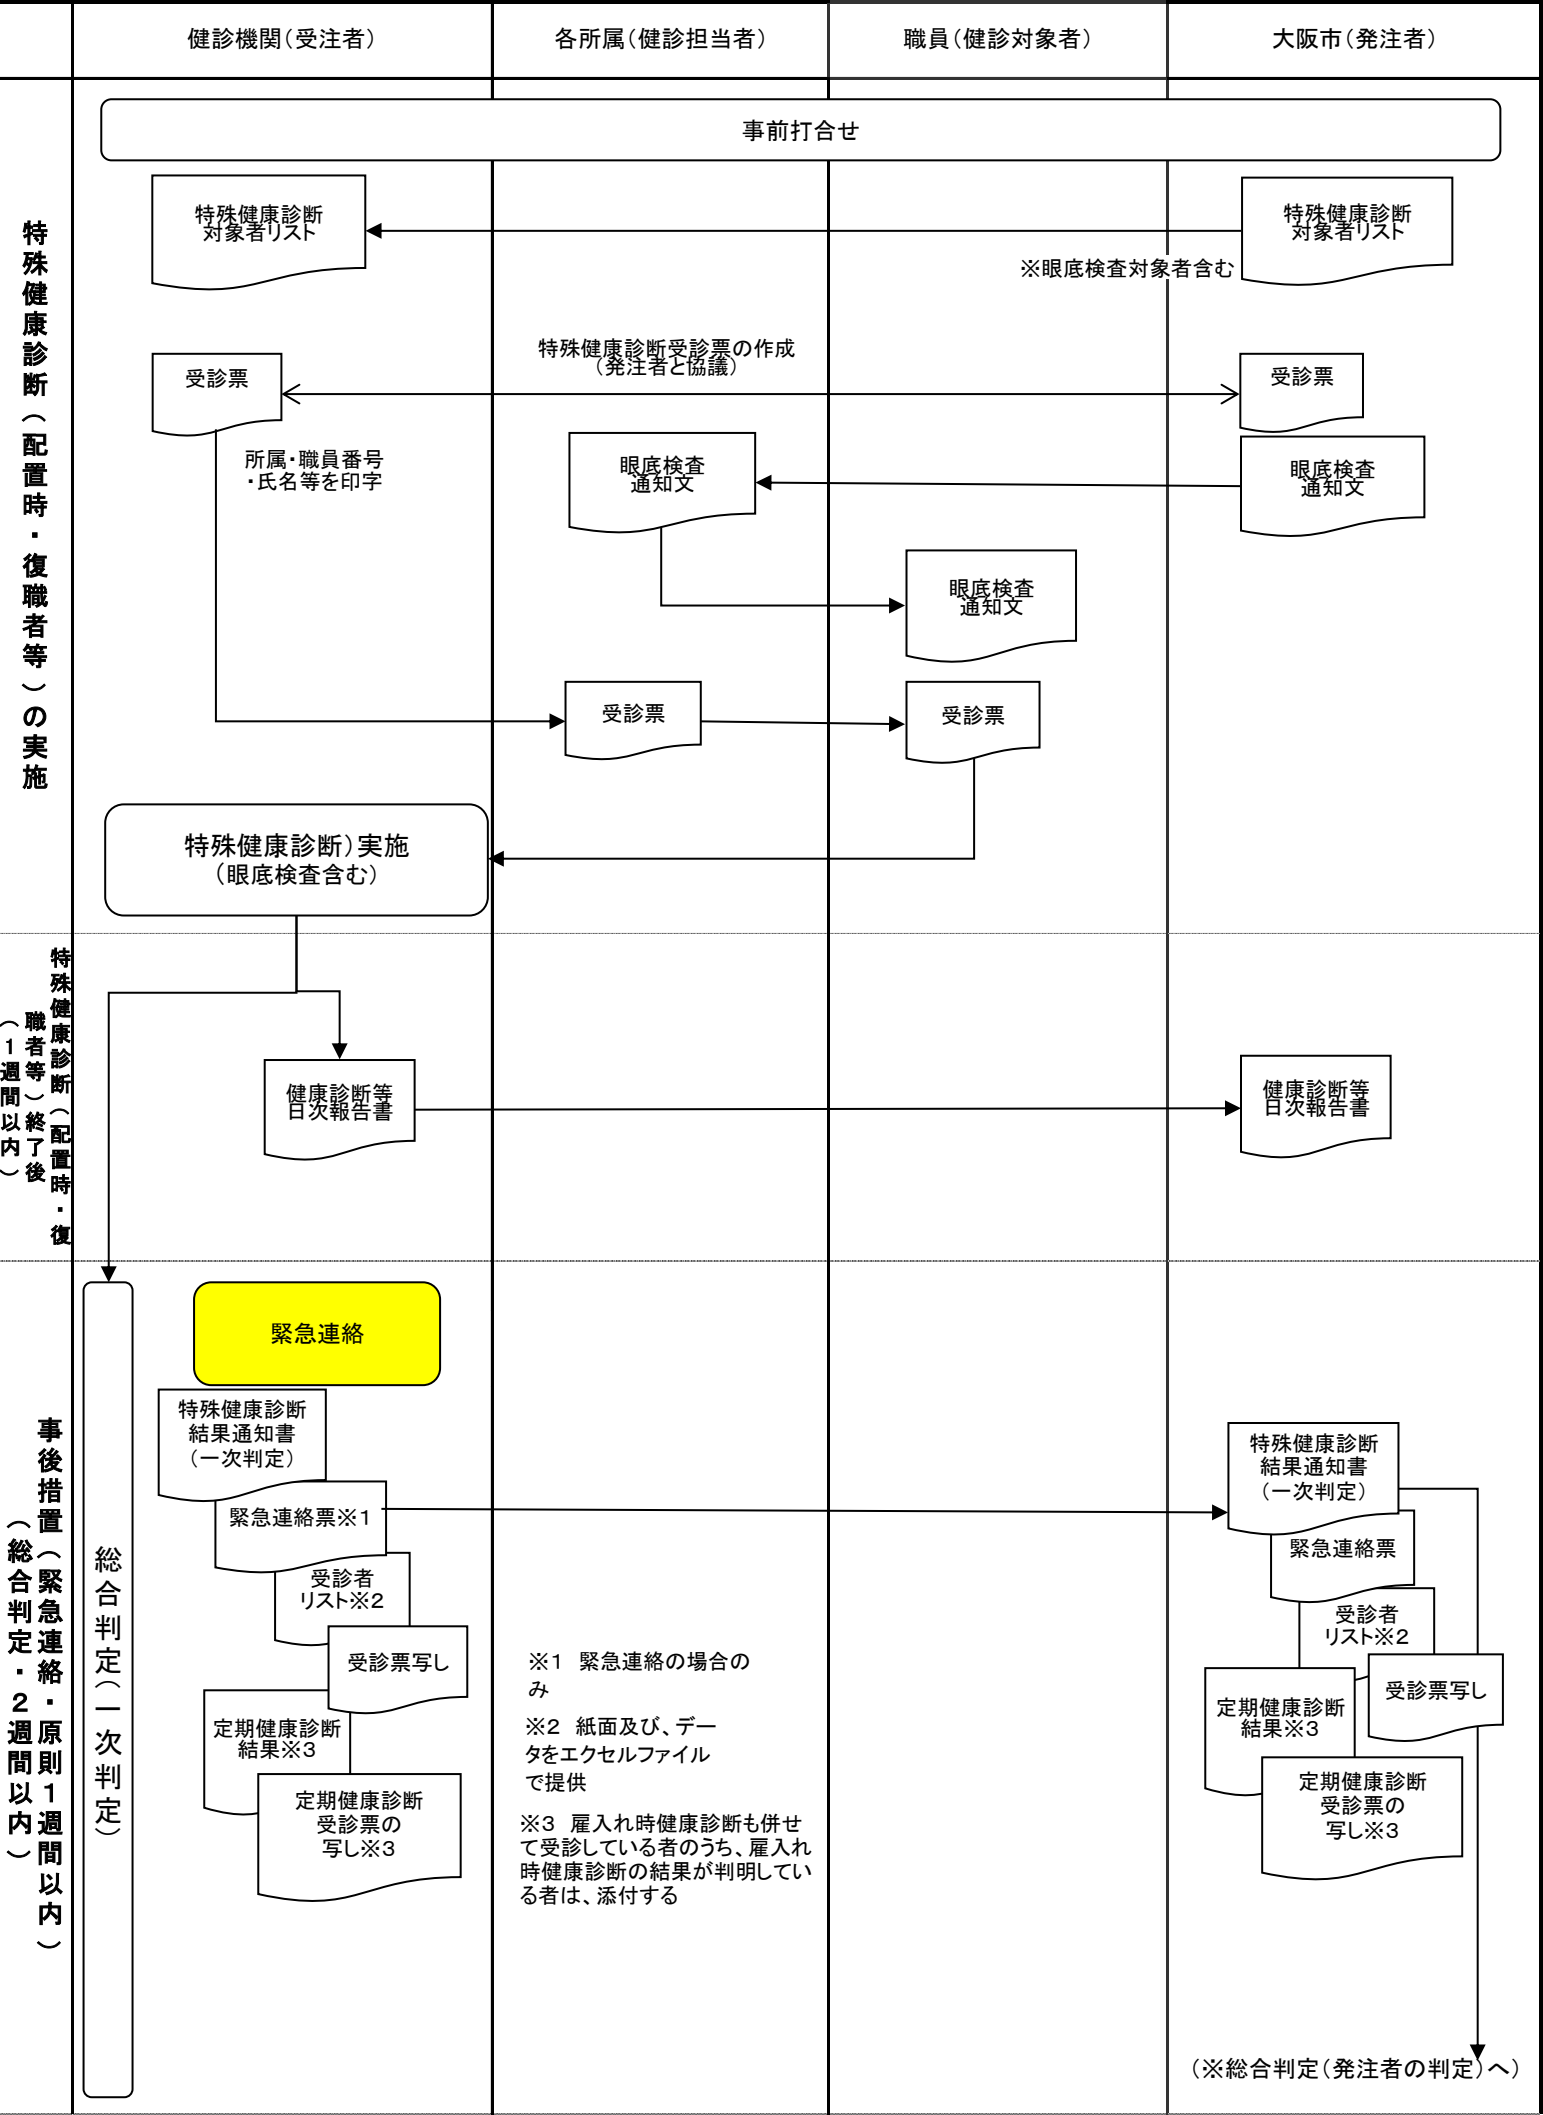 健診機関（受注者）
各所属（健診担当者）
職員（健診対象者）
大阪市（発注者）
特殊健康診断（配置時・復職者等）の実施
事前打合せ
特殊健康診断
対象者リスト
特殊健康診断
対象者リスト
※眼底検査対象者含む
特殊健康診断受診票の作成
（発注者と協議）
受診票
受診票
所属・職員番号
・氏名等を印字
眼底検査
通知文
眼底検査
通知文
眼底検査
通知文
受診票
受診票
特殊健康診断）実施
（眼底検査含む）
特殊健康診断（配置時・復
職者等）終了後
（１週間以内）
健康診断等
日次報告書
健康診断等
日次報告書
事後措置（緊急連絡・原則１週間以内）
（総合判定・２週間以内）
総合判定（一次判定）
緊急連絡
特殊健康診断
結果通知書
（一次判定）
緊急連絡票※１
受診者
リスト※２
受診票写し
定期健康診断
結果※３
定期健康診断
受診票の
写し※３
※１　緊急連絡の場合の
み
※２　紙面及び、デー
タをエクセルファイル
で提供
※３　雇入れ時健康診断も併せ
て受診している者のうち、雇入れ
時健康診断の結果が判明してい
る者は、添付する
特殊健康診断
結果通知書
（一次判定）
緊急連絡票
受診者
リスト※２
受診票写し
定期健康診断
結果※３
定期健康診断
受診票の
写し※３
（※総合判定（発注者の判定）へ）